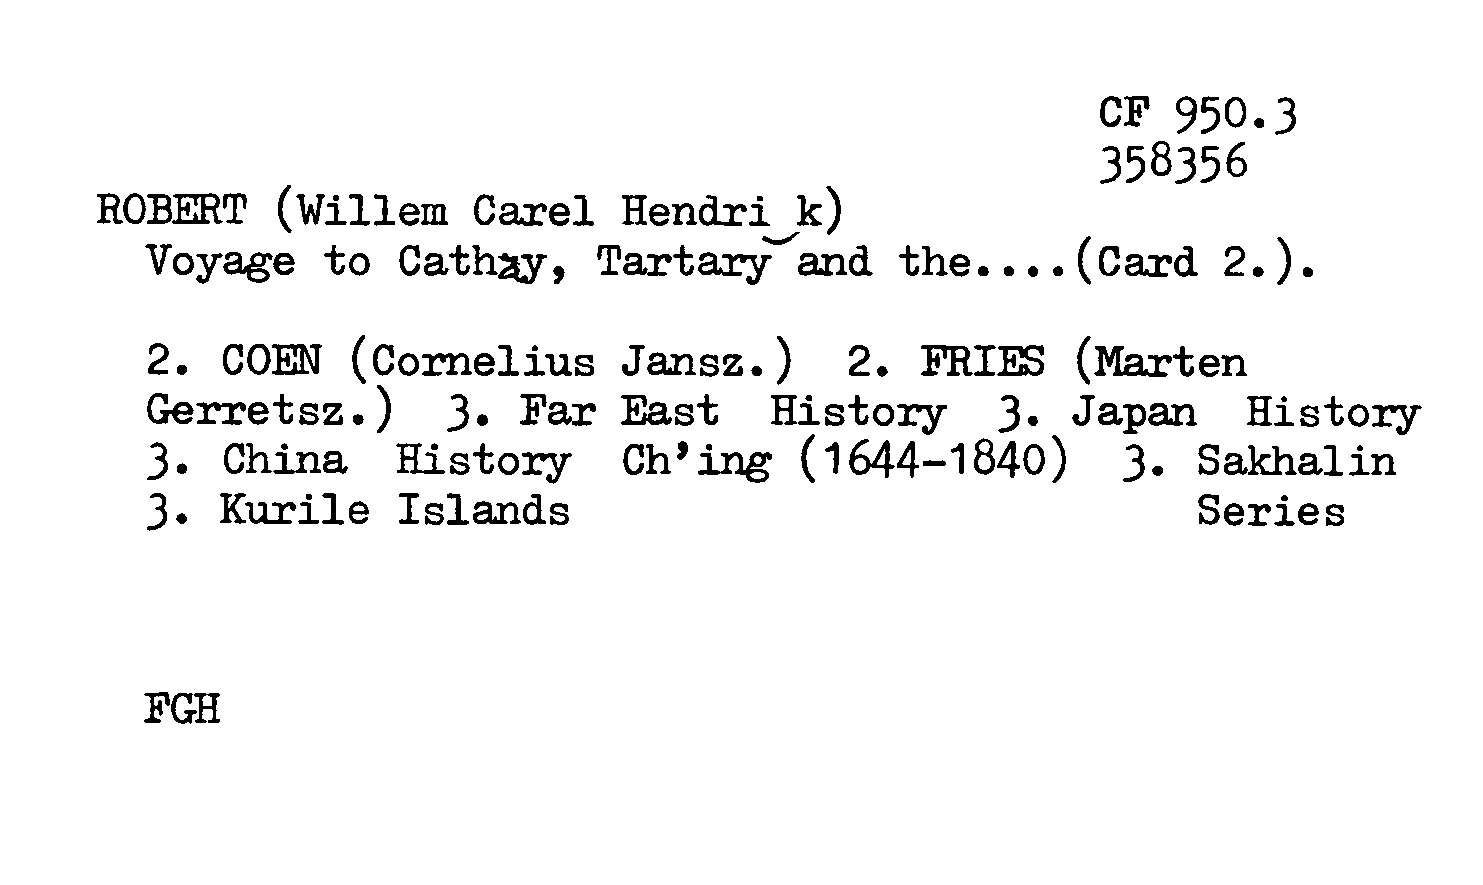 CF 950.3
358356
ROBERT (Willem Carel Hendri k)
Voyage to Cathay, Tartary and the....(Card 2.).
2. COEN (Cornelius Jansz.) 2. FRIES (Marten
Gerretsz.) 3. Far East History 3. Japan History
3. China History Ch'ing (1644-1840) 3. Sakhalin
3. Kurile Islands Series
FGH